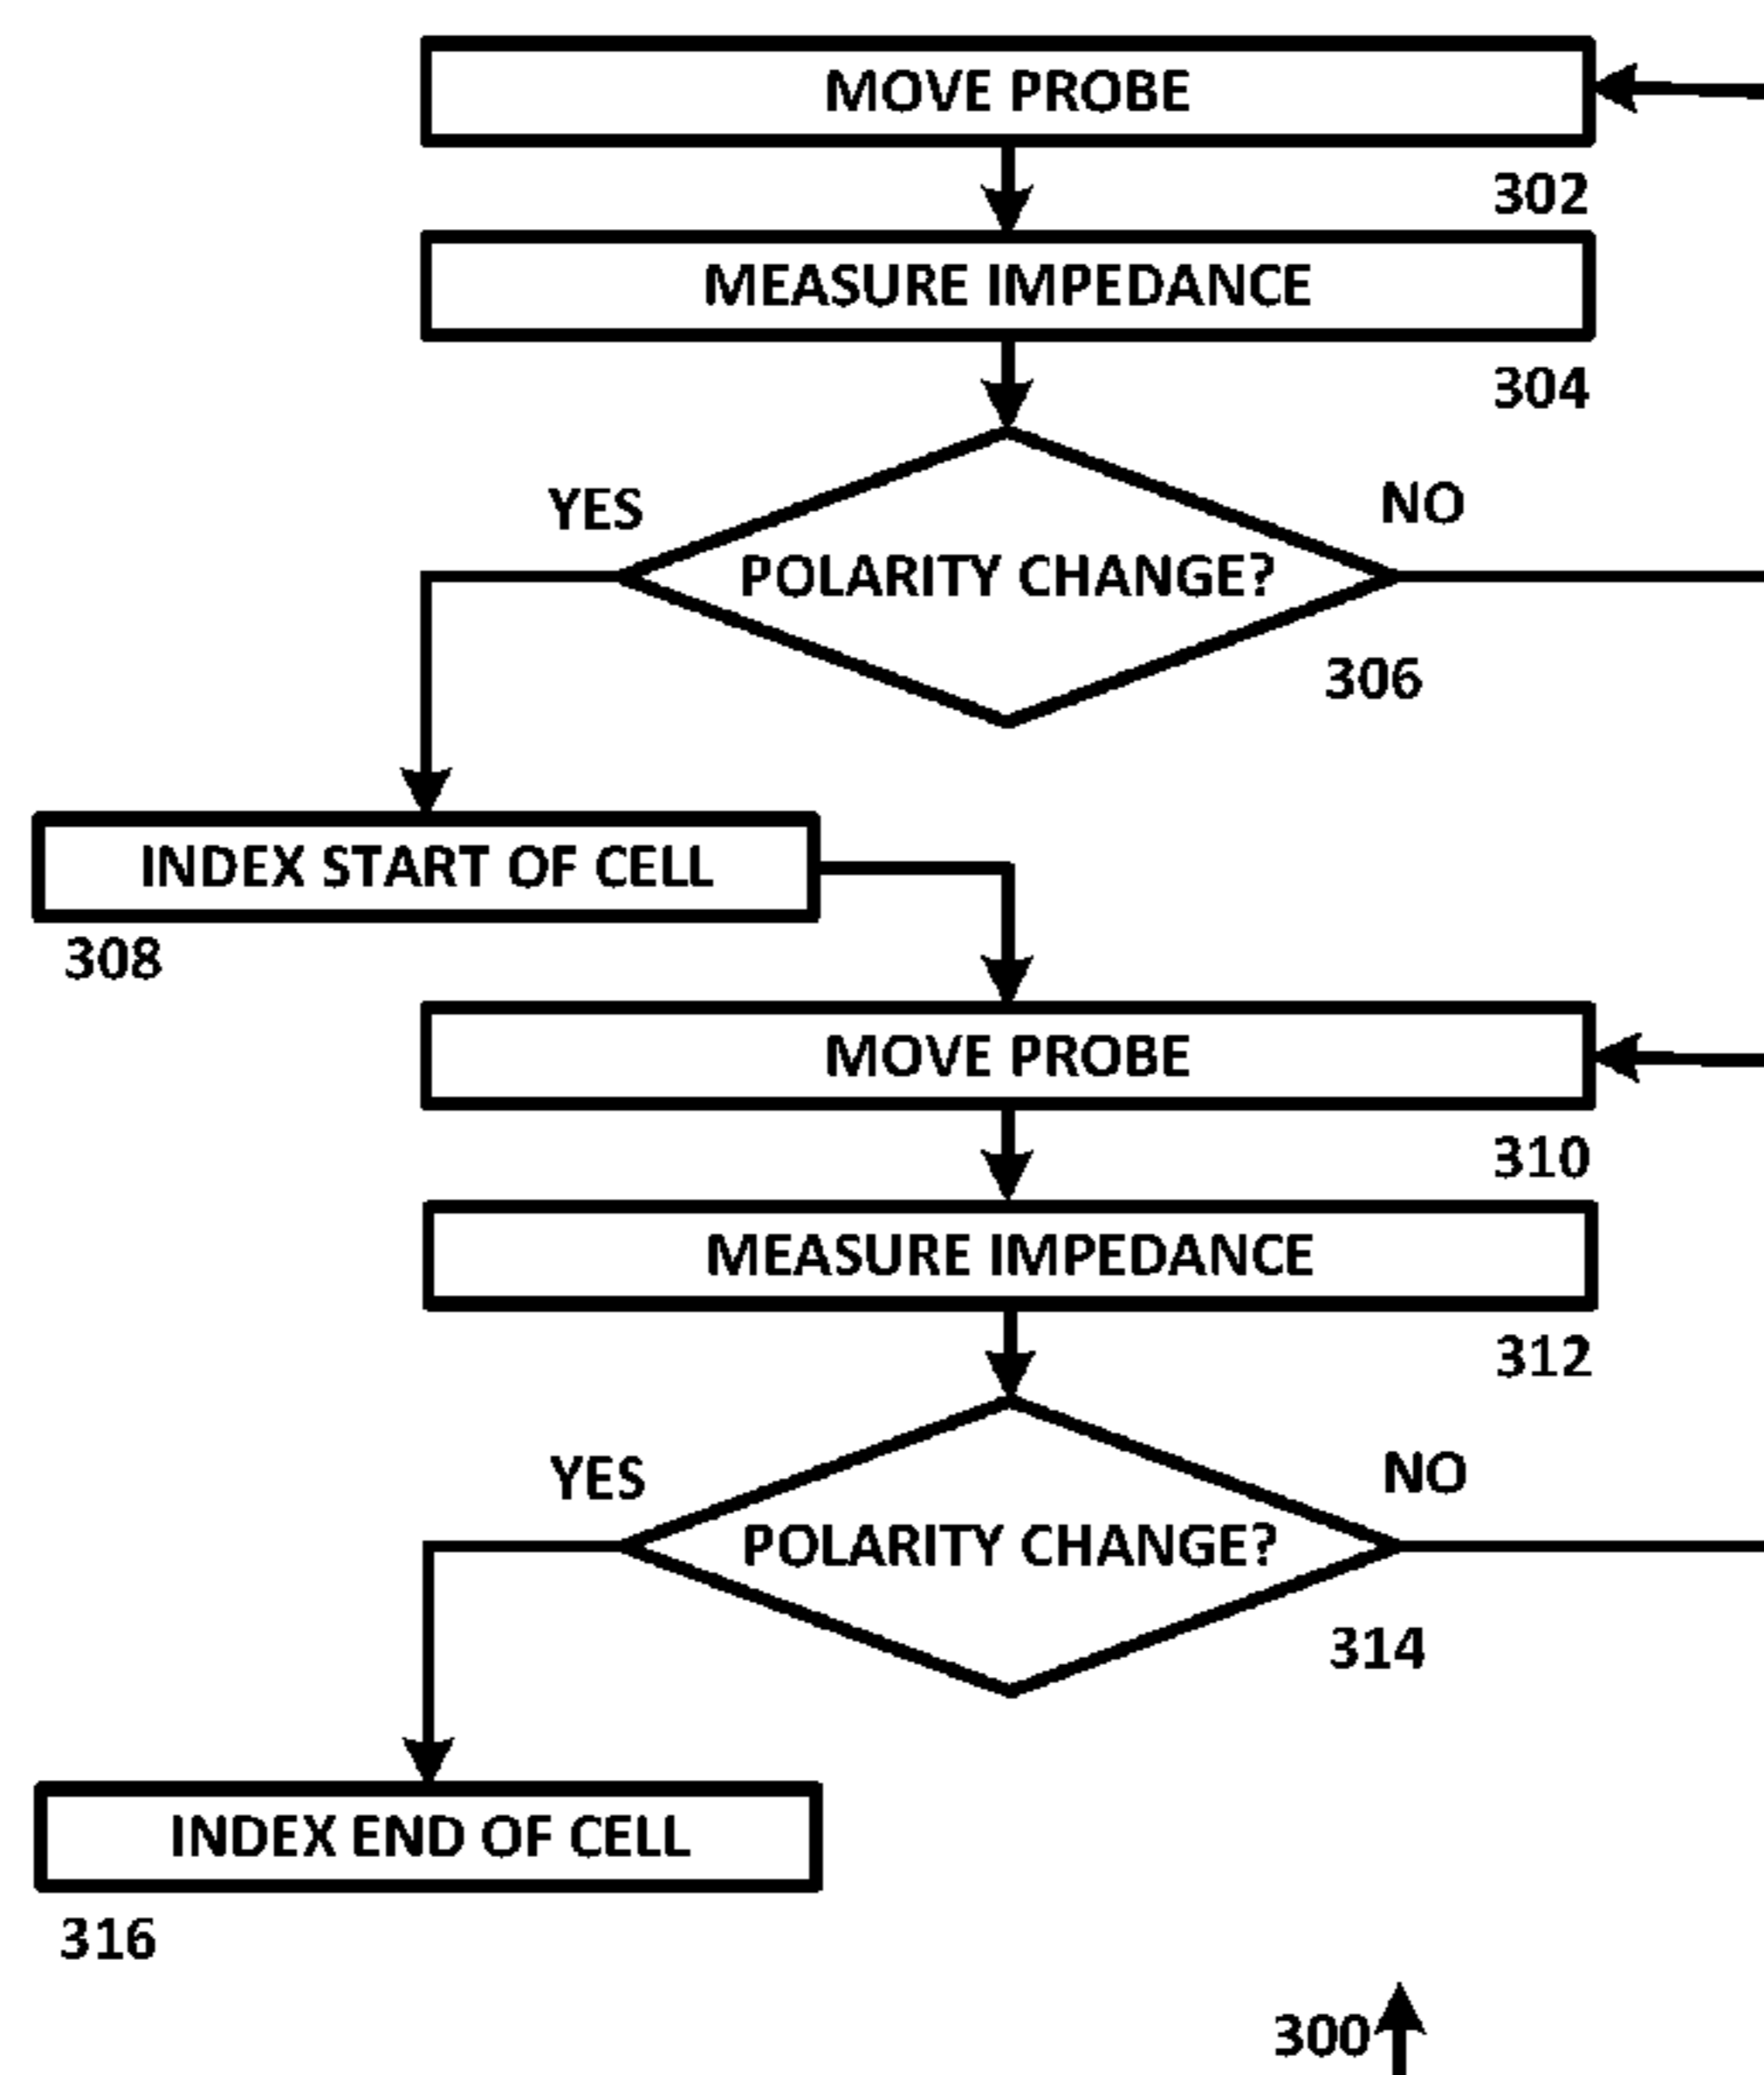 MOVE PROBE
302
MEASURE IMPEDANCE
304
YES
NO
POLARITY CHANGE?
306
INDEX START OF CELL
308
MOVE PROBE
310
MEASURE IMPEDANCE
312
YES
NO
POLARITY CHANGE?
314
INDEX END OF CELL
316
300